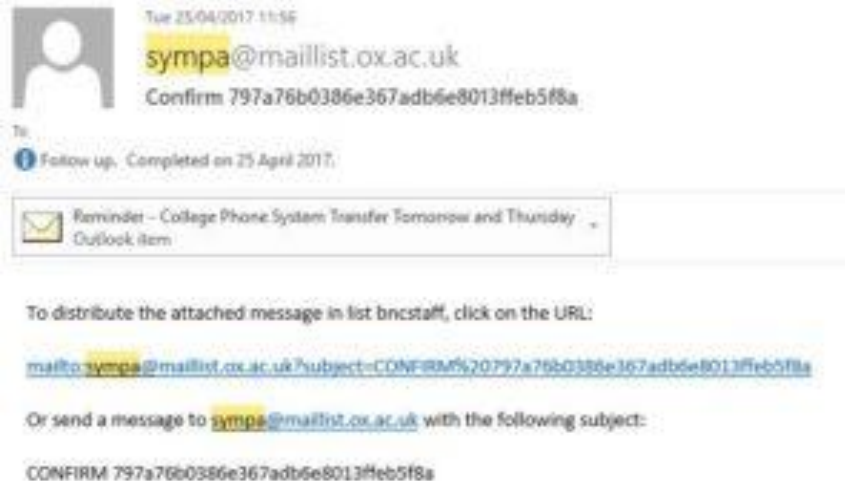 Tue 25/04/2017 11:56
sympa@maillist.ox.ac.uk
Confirm 797a76b0386e367adb6e8013ffeb5f8a
To
Follow up. Completed on 25 April 2017.
Reminder - College Phone System Transfer Tomorrow and Thursday
Outlook item
To distribute the attached message in list bncstaff, click on the URL:
mailto:sympa@maillist.ox.ac.uk?subject=CONFIRM%20797a76b0386e367adb6e8013ffeb5f8a
Or send a message to sympa@maillist.ox.ac.uk with the following subject:
CONFIRM 797a76b0386e367adb6e8013ffeb5f8a